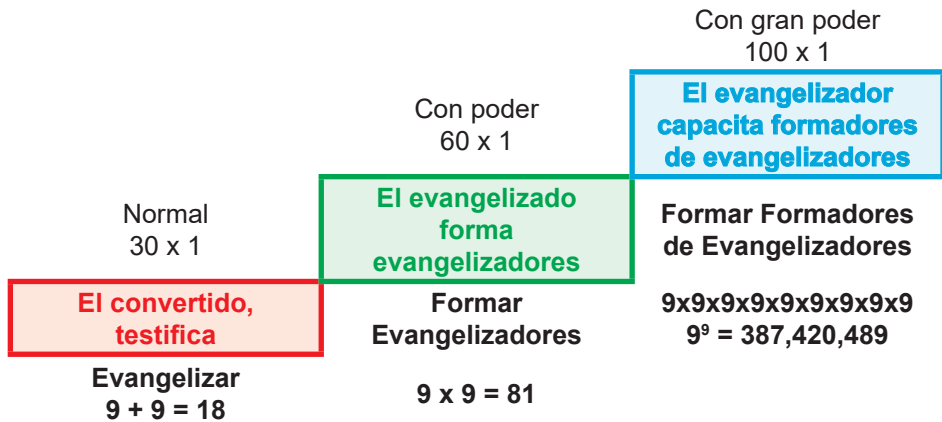 Normal
30 x 1
El convertido,
testifica
Evangelizar
9 + 9 = 18
Con poder
60 x 1
El evangelizado
forma
evangelizadores
Formar
Evangelizadores
9 x 9 = 81
Con gran poder
100 x 1
El evangelizador
capacita formadores
de evangelizadores
Formar Formadores
de Evangelizadores
9x9x9x9x9x9x9x9x9
9⁹ = 387,420,489